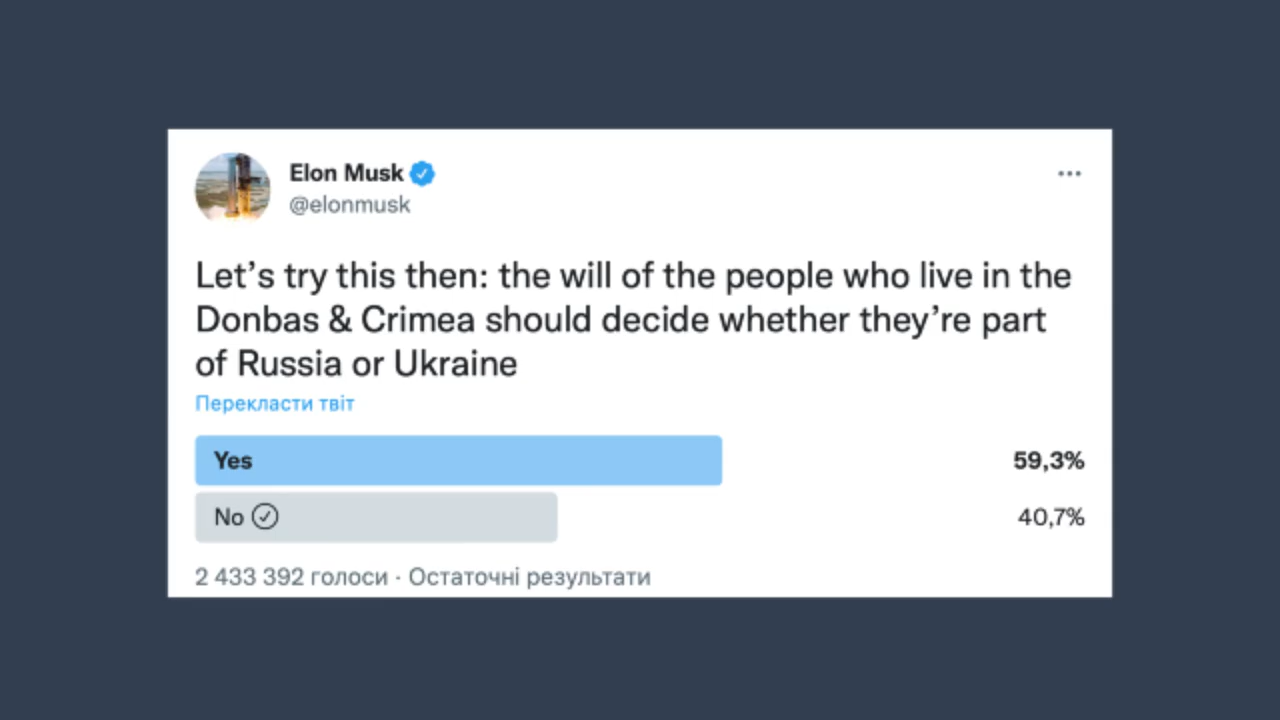 Elon Musk
@elonmusk
Let’s try this then: the will of the people who live in the
Donbas & Crimea should decide whether they’re part
of Russia or Ukraine
Перекласти твіт
Yes 59,3%
No 40,7%
2 433 392 голоси · Остаточні результати